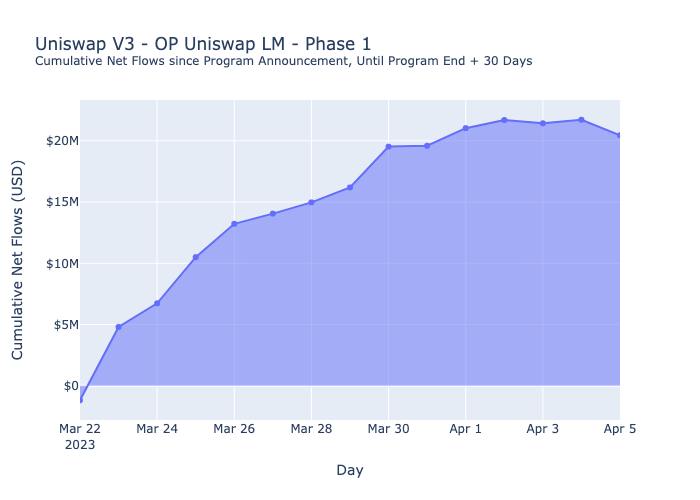 Uniswap V3 - OP Uniswap LM - Phase 1
Cumulative Net Flows since Program Announcement, Until Program End + 30 Days
Cumulative Net Flows (USD)
$20M
$15M
$10M
$5M
$0
Mar 22 Mar 24 Mar 26 Mar 28 Mar 30 Apr 1 Apr 3 Apr 5
2023
Day